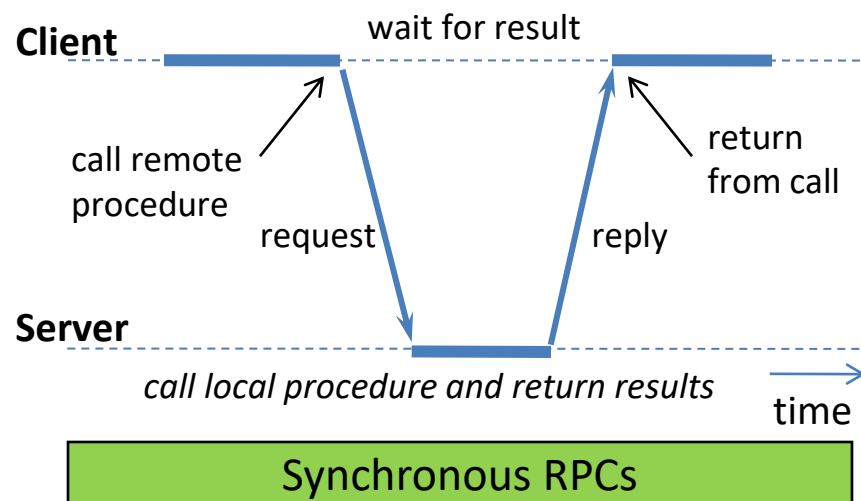 wait for result
Client
call remote
procedure
return
from call
request
reply
Server
call local procedure and return results
time
Synchronous RPCs